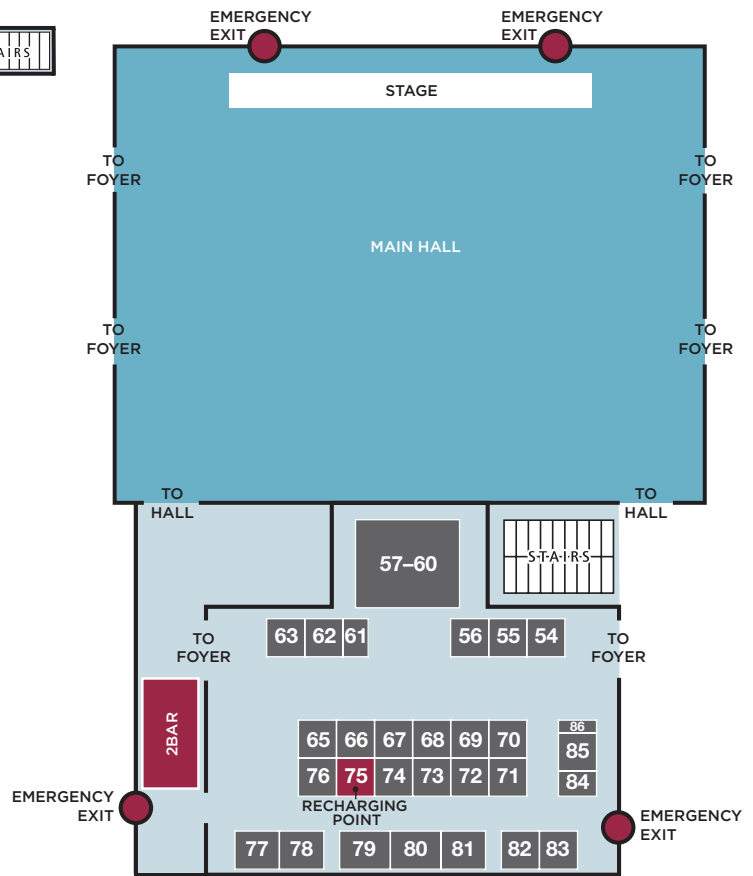 EMERGENCY
EXIT
EMERGENCY
EXIT
STAGE
TO
FOYER
TO
FOYER
MAIN HALL
TO
FOYER
TO
FOYER
TO
HALL
TO
HALL
57–60
STAIRS
63 62 61
56 55 54
TO
FOYER
TO
FOYER
2BAR
65 66 67 68 69 70
86
85
84
76 75 74 73 72 71
RECHARGING
POINT
EMERGENCY
EXIT
EMERGENCY
EXIT
77 78 79 80 81 82 83